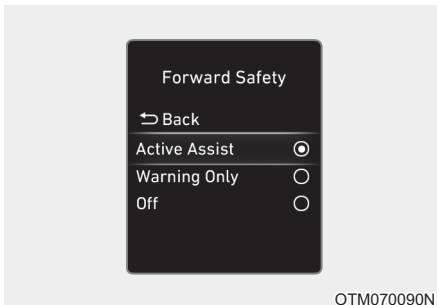 Forward Safety
Back
Active Assist
Warning Only
Off
OTM070090N